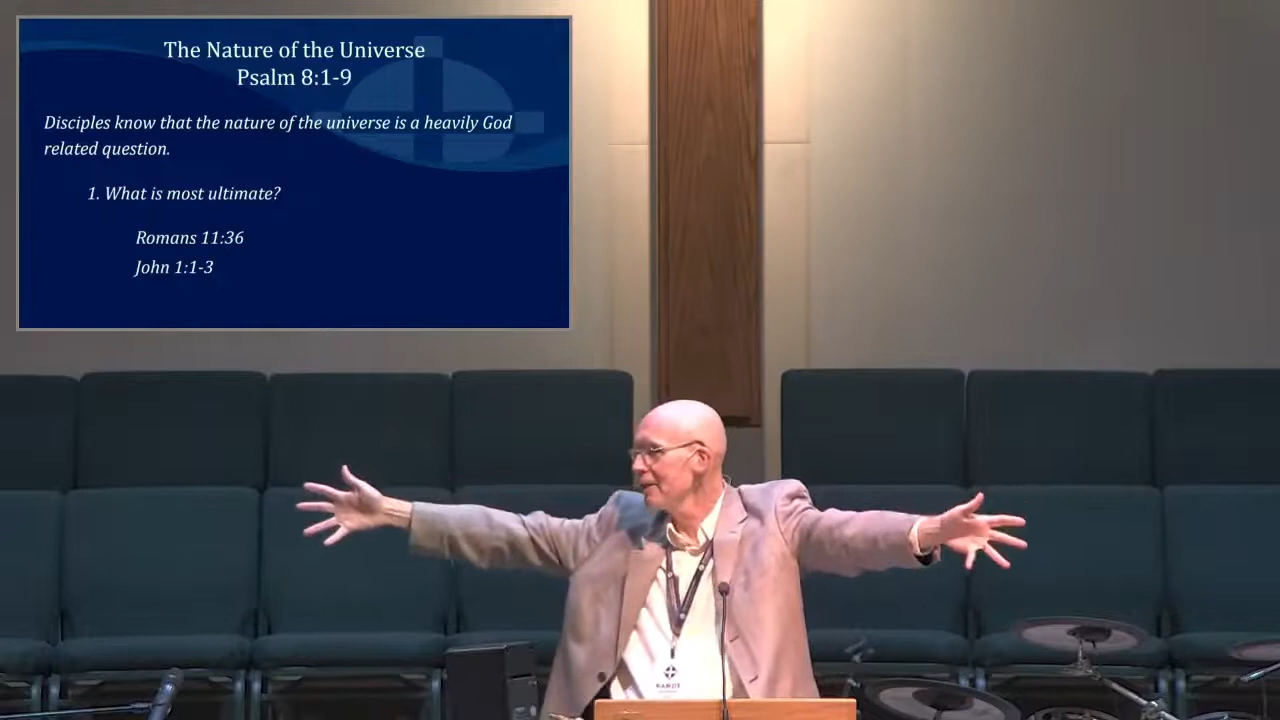 The Nature of the Universe
Psalm 8:1-9
Disciples know that the nature of the universe is a heavily God
related question.
1. What is most ultimate?
Romans 11:36
John 1:1-3